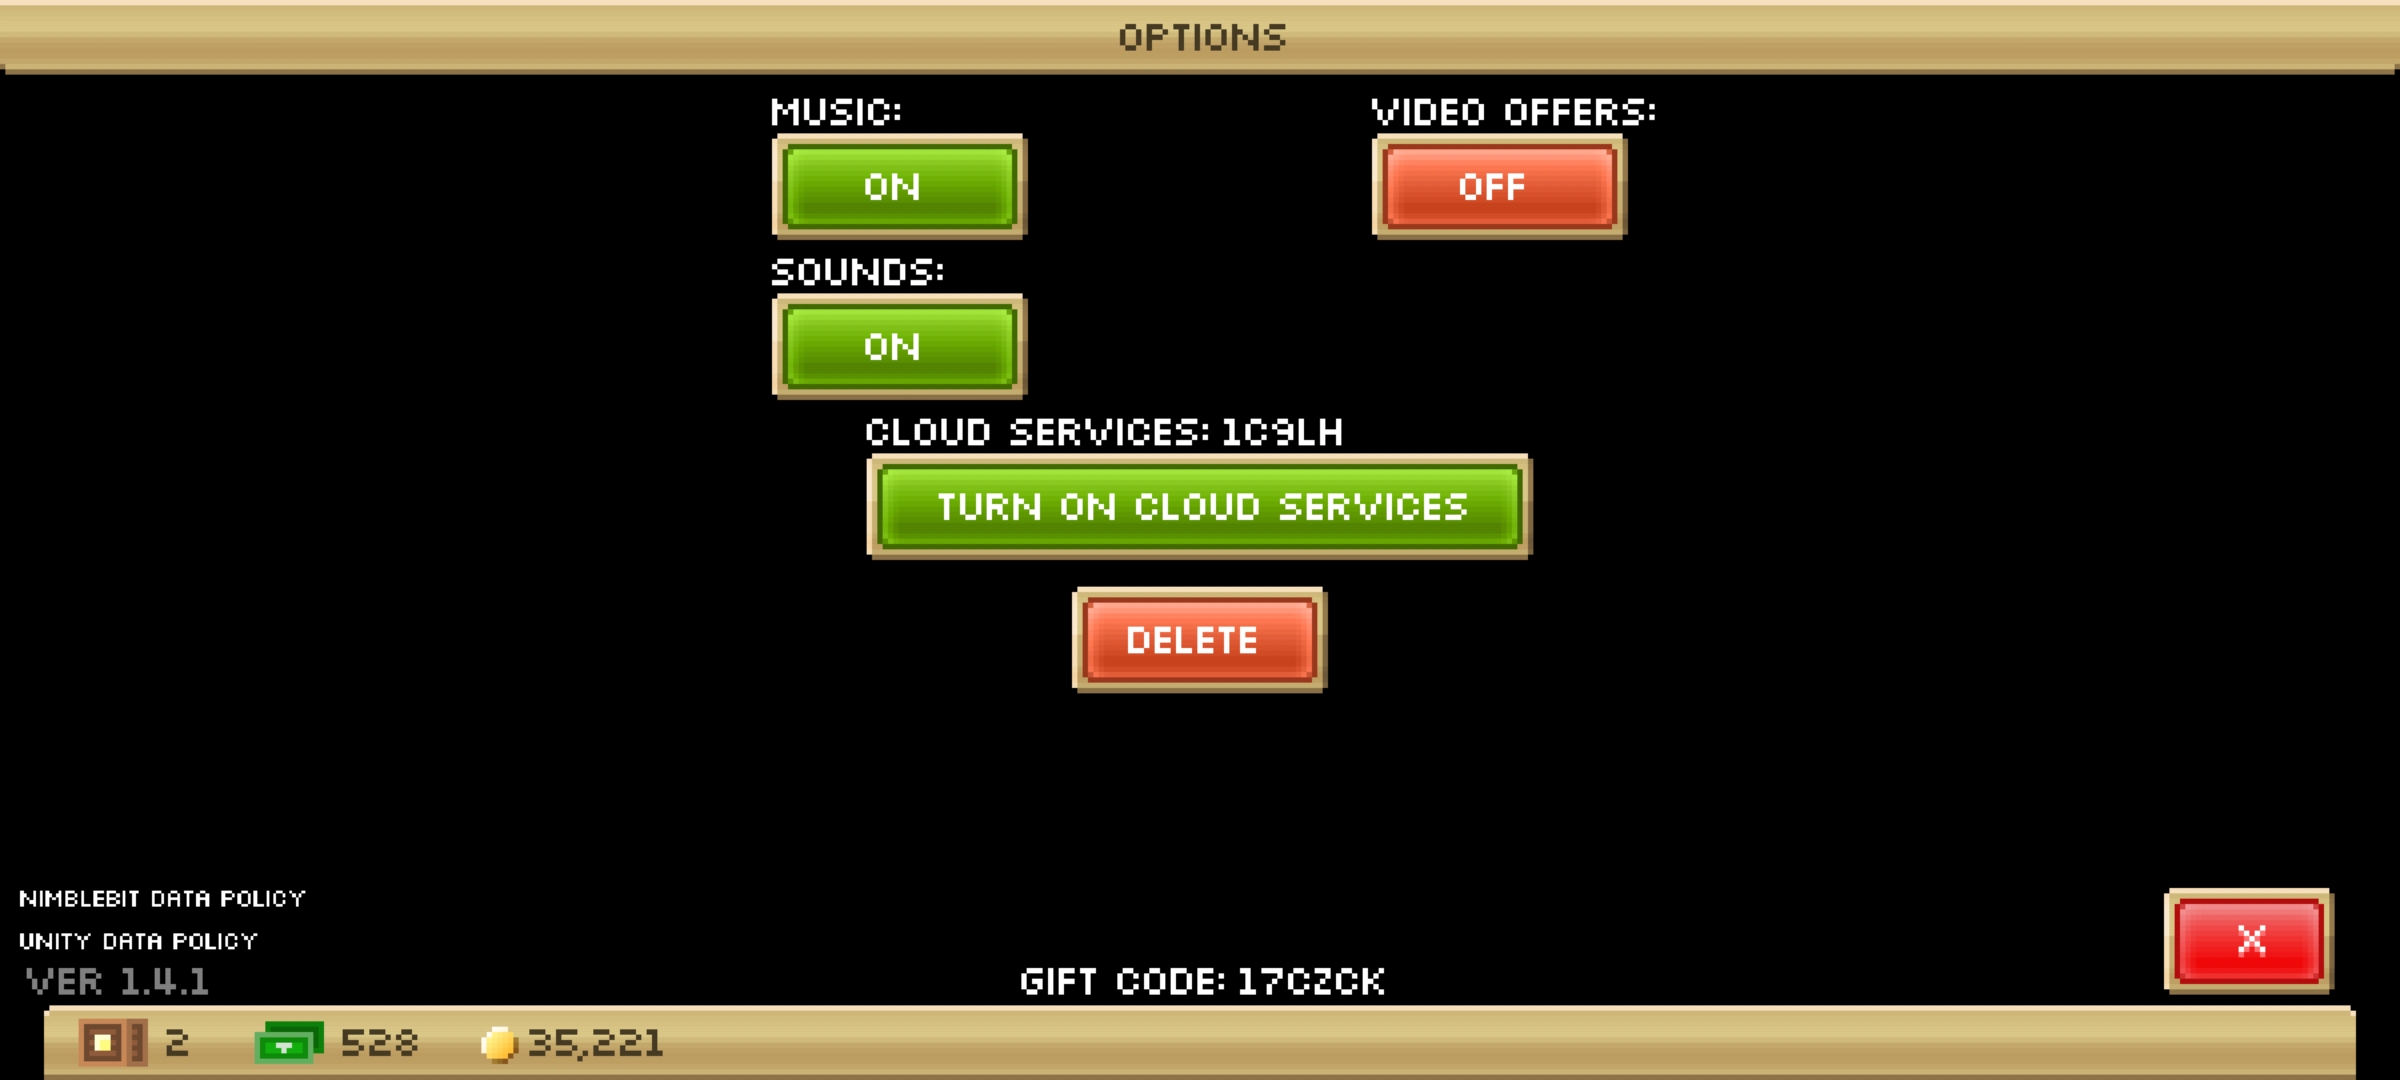 OPTIONS
MUSIC:
VIDEO OFFERS:
ON
OFF
SOUNDS:
ON
CLOUD SERVICES: 1C9LH
TURN ON CLOUD SERVICES
DELETE
NIMBLEBIT DATA POLICY
UNITY DATA POLICY
X
VER 1.4.1
GIFT CODE: 17CZCK
2
528
35,221